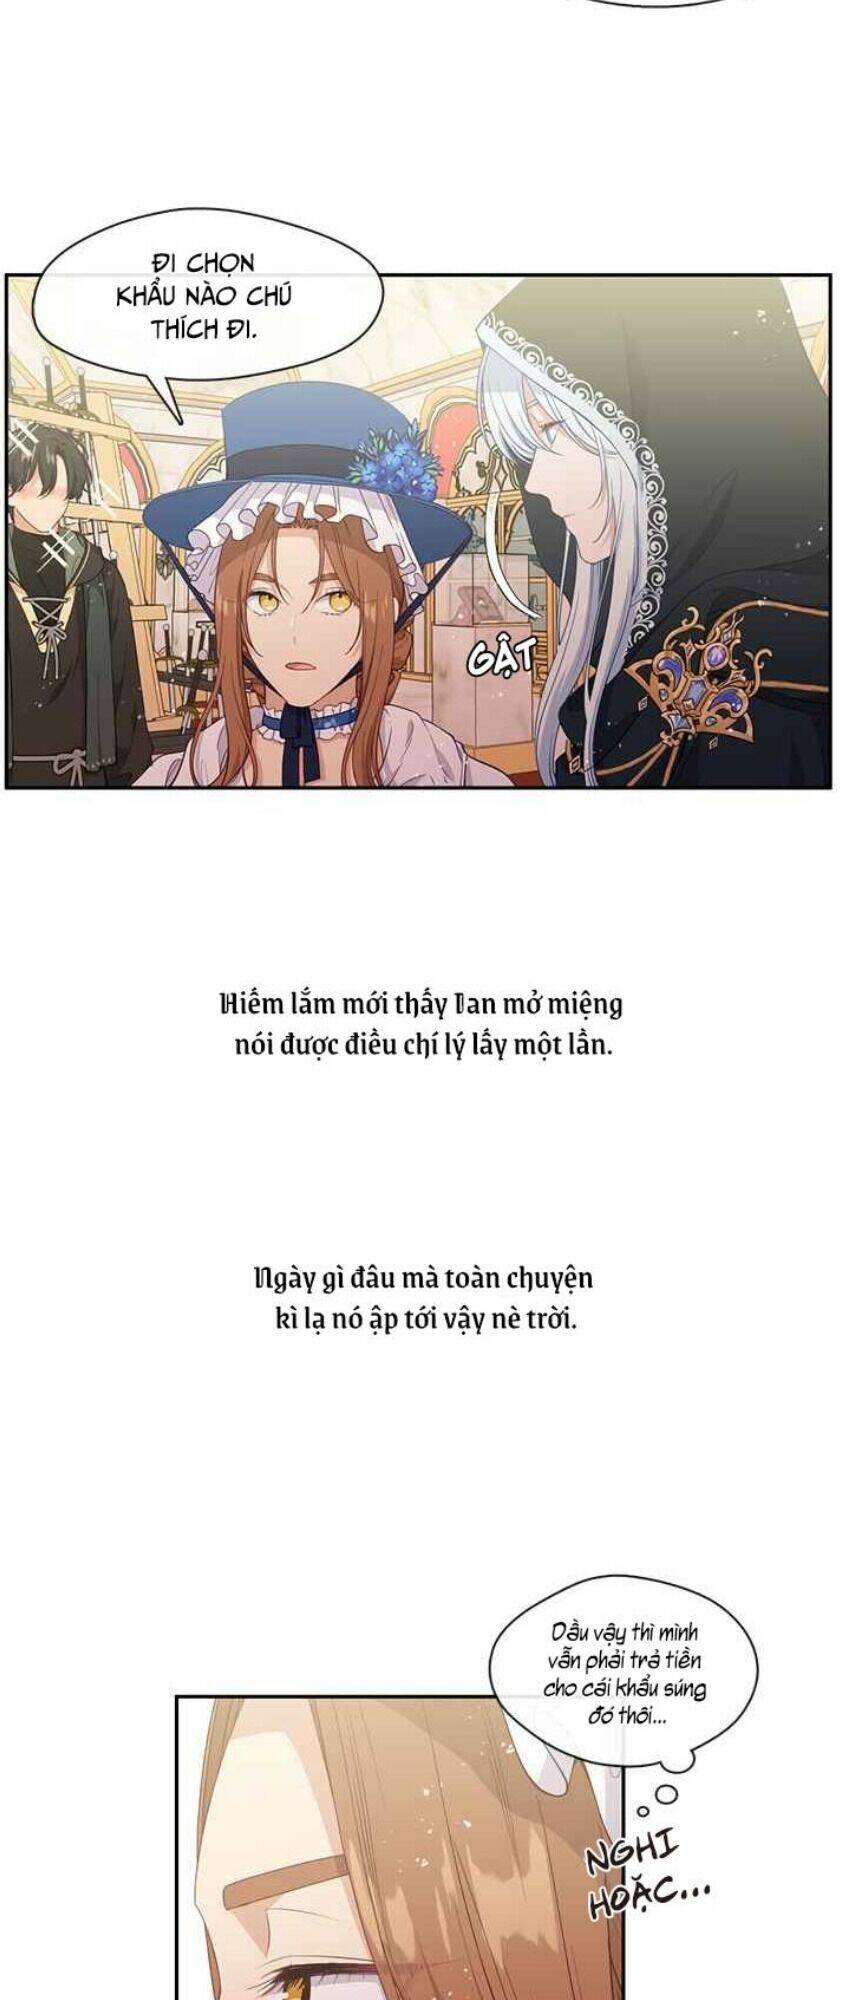 ĐI CHỌN
KHẨU NÀO CHÚ
THÍCH ĐI.
GẬT
Hiếm lắm mới thấy Ian mở miệng
nói được điều chí lý lấy một lần.
Ngày gì đâu mà toàn chuyện
kì lạ nó ập tới vậy nè trời.
Dầu vậy thì mình
vẫn phải trả tiền
cho cái khẩu súng
đó thôi...
NGHI
HOẶC...